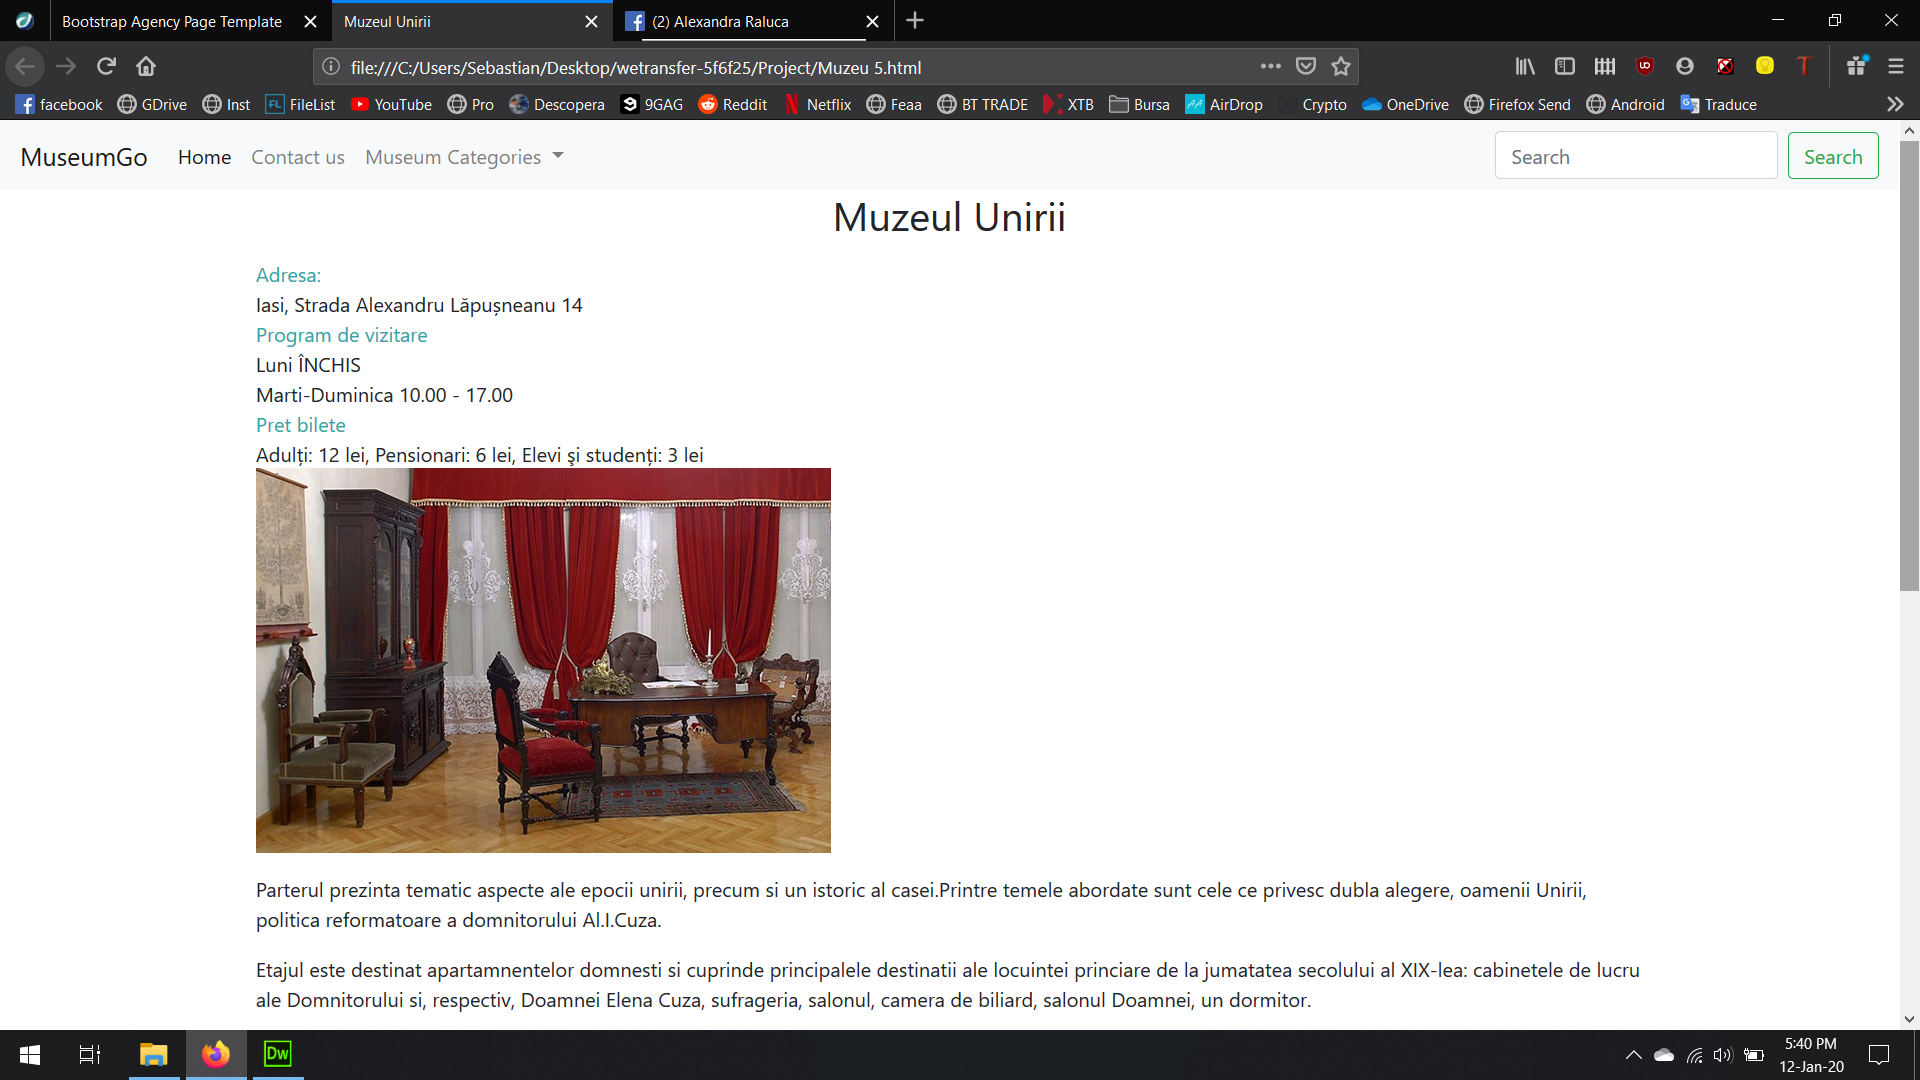 Bootstrap Agency Page Template
Muzeul Unirii
(2) Alexandra Raluca
file:///C:/Users/Sebastian/Desktop/wetransfer-5f6f25/Project/Muzeu 5.html
facebook GDrive Inst FL FileList YouTube Pro Descopera 9GAG Reddit Netflix Feaa BT TRADE XTB Bursa AirDrop Crypto OneDrive Firefox Send Android Traduce
MuseumGo Home Contact us Museum Categories Search Search
Muzeul Unirii
Adresa:
Iasi, Strada Alexandru Lăpușneanu 14
Program de vizitare
Luni ÎNCHIS
Marti-Duminica 10.00 - 17.00
Pret bilete
Adulți: 12 lei, Pensionari: 6 lei, Elevi şi studenți: 3 lei
Parterul prezinta tematic aspecte ale epocii unirii, precum si un istoric al casei.Printre temele abordate sunt cele ce privesc dubla alegere, oamenii Unirii,
politica reformatoare a domnitorului Al.I.Cuza.
Etajul este destinat apartamnentelor domnesti si cuprinde principalele destinatii ale locuintei princiare de la jumatatea secolului al XIX-lea: cabinetele de lucru
ale Domnitorului si, respectiv, Doamnei Elena Cuza, sufrageria, salonul, camera de biliard, salonul Doamnei, un dormitor.
Dw
5:40 PM
12-Jan-20